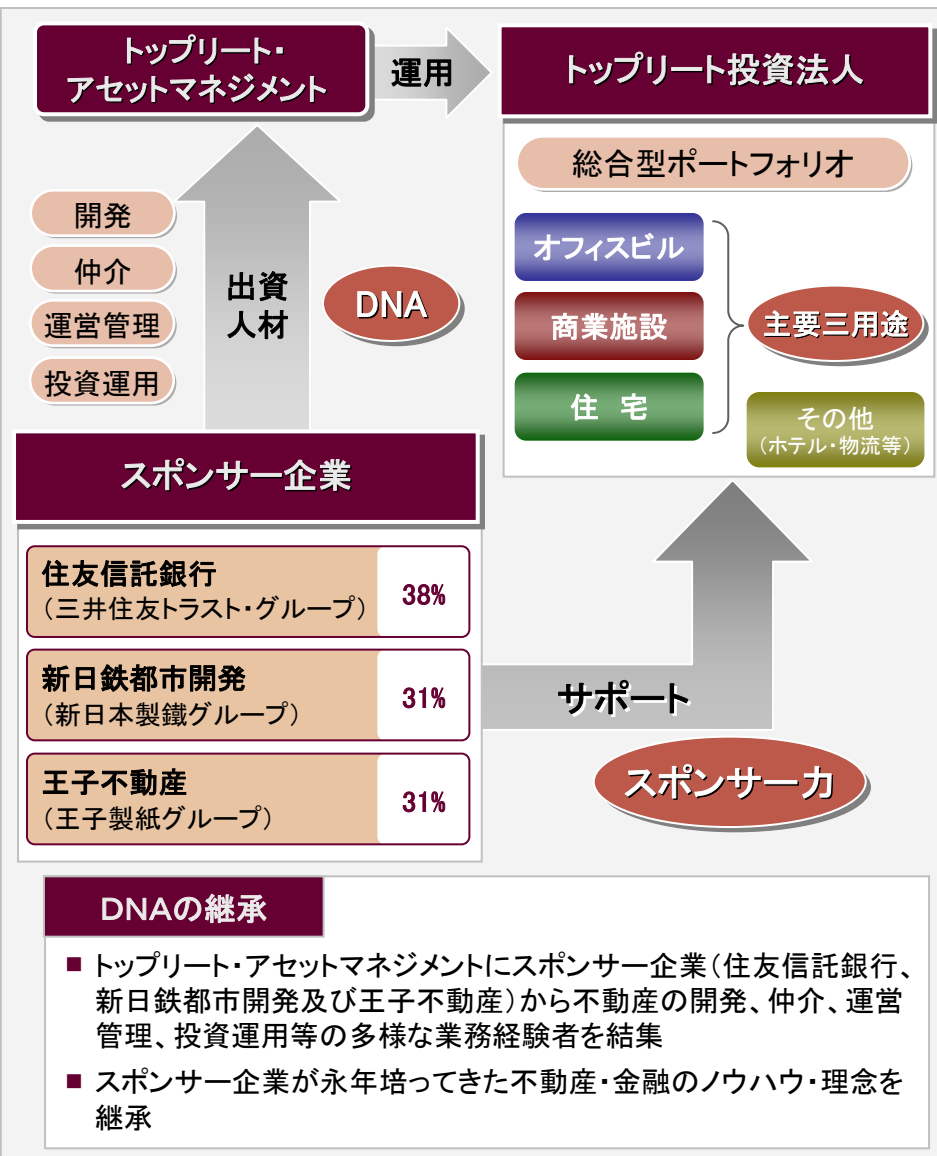 トップリート・
アセットマネジメント
運用
トップリート投資法人
総合型ポートフォリオ
オフィスビル
商業施設
住 宅
主要三用途
その他
(ホテル・物流等)
開発
仲介
運営管理
投資運用
出資
人材
DNA
スポンサー企業
住友信託銀行
(三井住友トラスト・グループ)
38%
新日鉄都市開発
(新日本製鐵グループ)
31%
王子不動産
(王子製紙グループ)
31%
サポート
スポンサー力
DNAの継承
■ トップリート・アセットマネジメントにスポンサー企業(住友信託銀行、
新日鉄都市開発及び王子不動産)から不動産の開発、仲介、運営
管理、投資運用等の多様な業務経験者を結集
■ スポンサー企業が永年培ってきた不動産・金融のノウハウ・理念を
継承